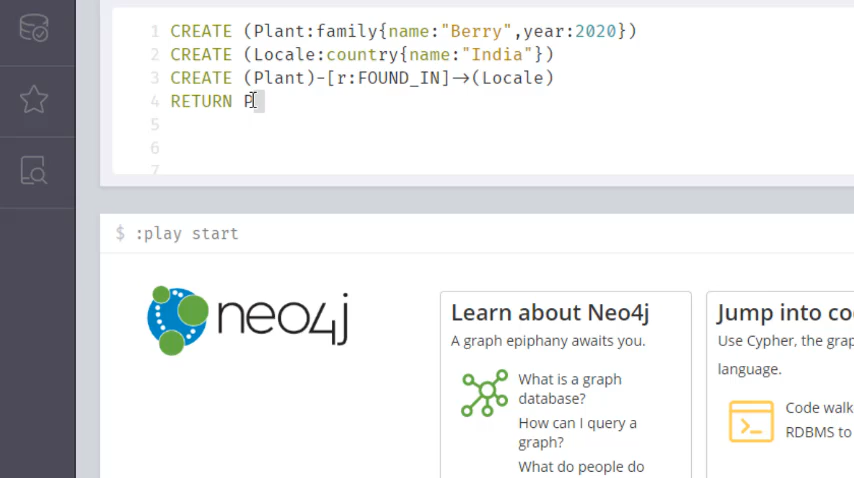 1 CREATE (Plant:family{name:"Berry",year:2020})
2 CREATE (Locale:country{name:"India"})
3 CREATE (Plant)-[r:FOUND_IN]->(Locale)
4 RETURN P
5
6
7
$ :play start
neo4j
Learn about Neo4j
A graph epiphany awaits you.
What is a graph
database?
How can I query a
graph?
What do people do
Jump into co
Use Cypher, the grap
language.
Code walk
RDBMS to